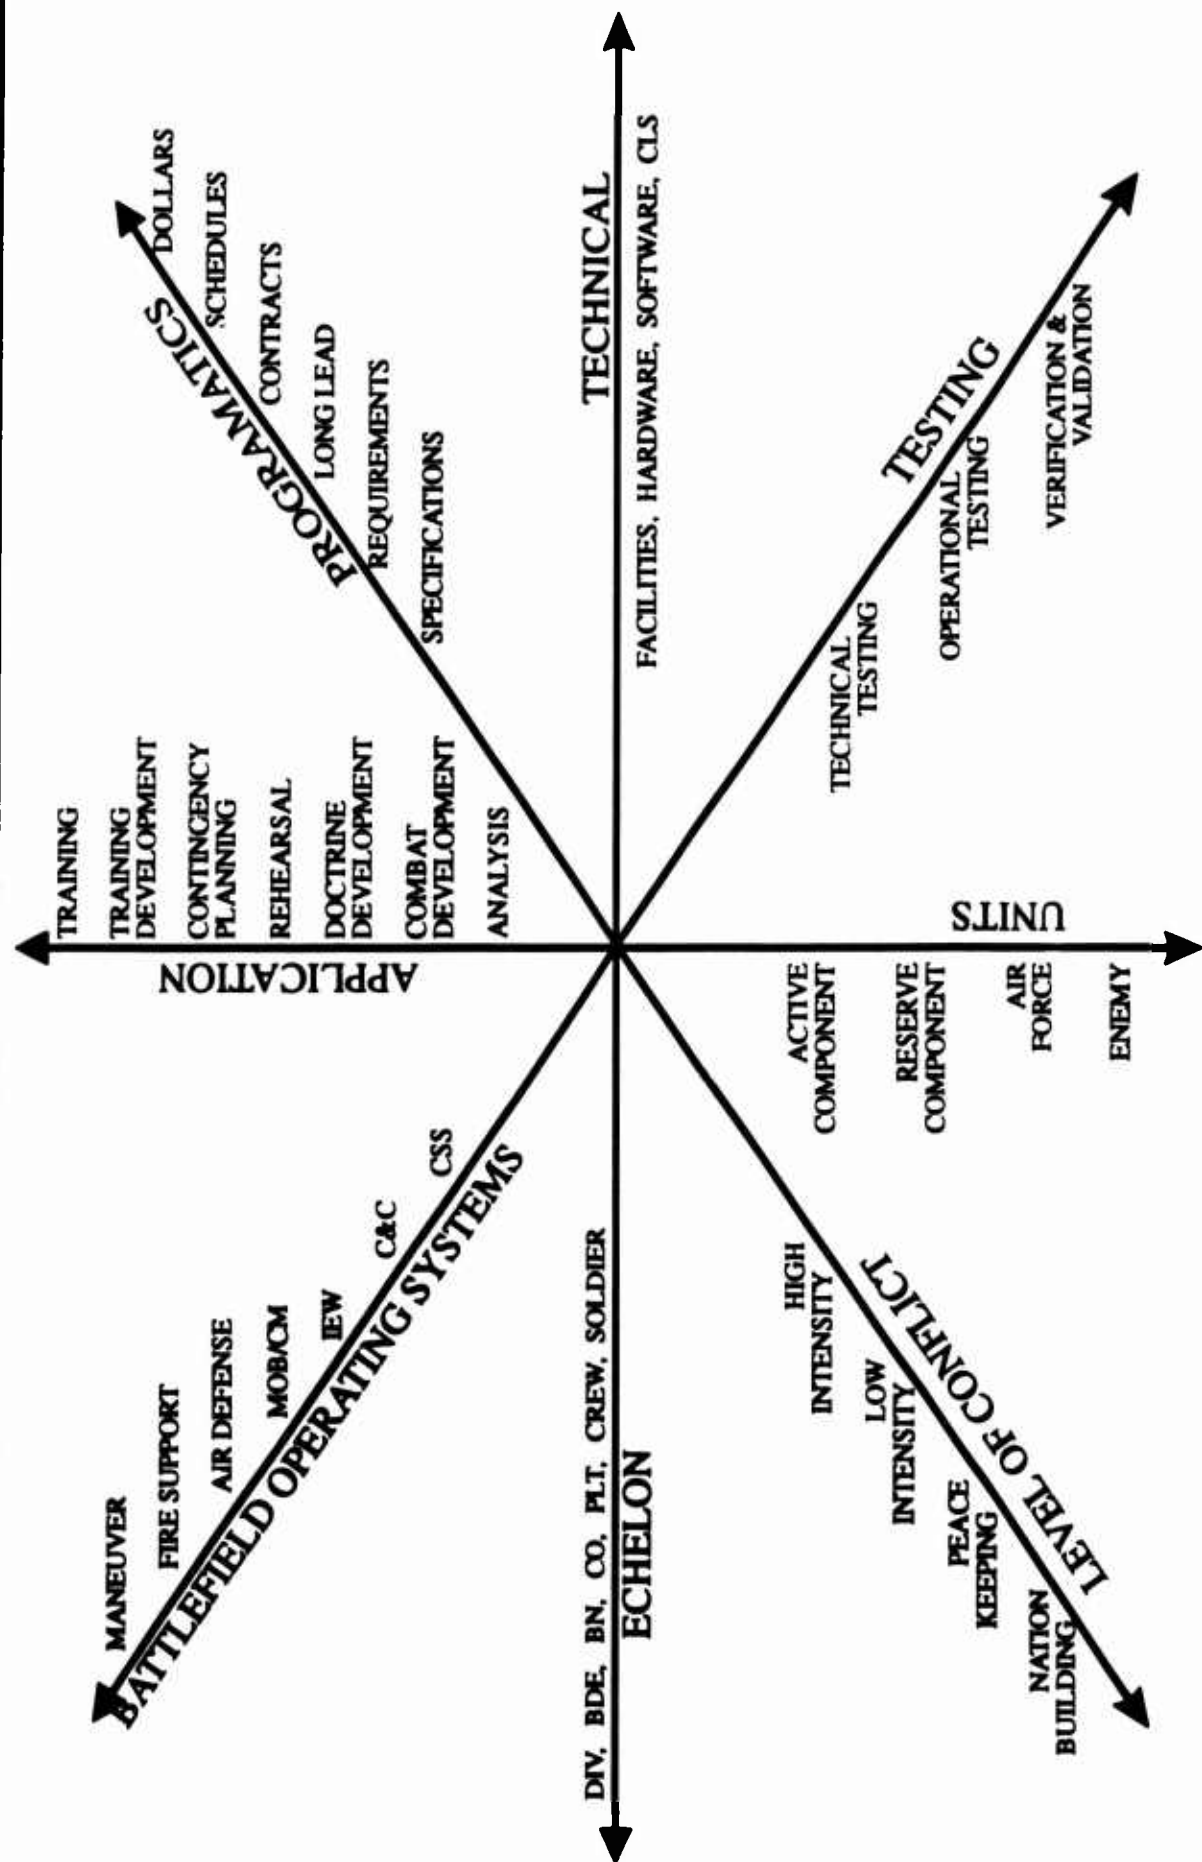 TRAINING
TRAINING
DEVELOPMENT
CONTINGENCY
PLANNING
REHEARSAL
DOCTRINE
DEVELOPMENT
COMBAT
DEVELOPMENT
ANALYSIS
APPLICATION
PROGRAMATICS
DOLLARS
SCHEDULES
CONTRACTS
LONG LEAD
REQUIREMENTS
SPECIFICATIONS
TECHNICAL
FACILITIES, HARDWARE, SOFTWARE, CLS
TESTING
TECHNICAL
TESTING
OPERATIONAL
TESTING
VERIFICATION &
VALIDATION
UNITS
ACTIVE
COMPONENT
RESERVE
COMPONENT
AIR
FORCE
ENEMY
LEVEL OF CONFLICT
HIGH
INTENSITY
LOW
INTENSITY
PEACE
KEEPING
NATION
BUILDING
DIV, BDE, BN, CO, PLT, CREW, SOLDIER
ECHELON
BATTLEFIELD OPERATING SYSTEMS
MANEUVER
FIRE SUPPORT
AIR DEFENSE
MOB/CM
IEW
C&C
CSS